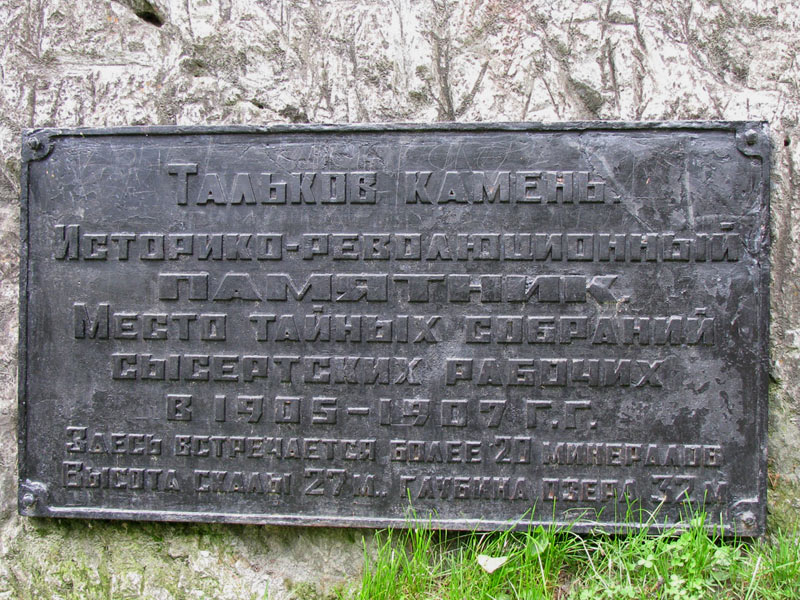 Тальков камень.
Историко-революционный
памятник.
Место тайных собраний
сысертских рабочих
в 1905-1907 г.г.
Здесь встречается более 20 минералов
Высота скалы 27 м., глубина озера 32 м